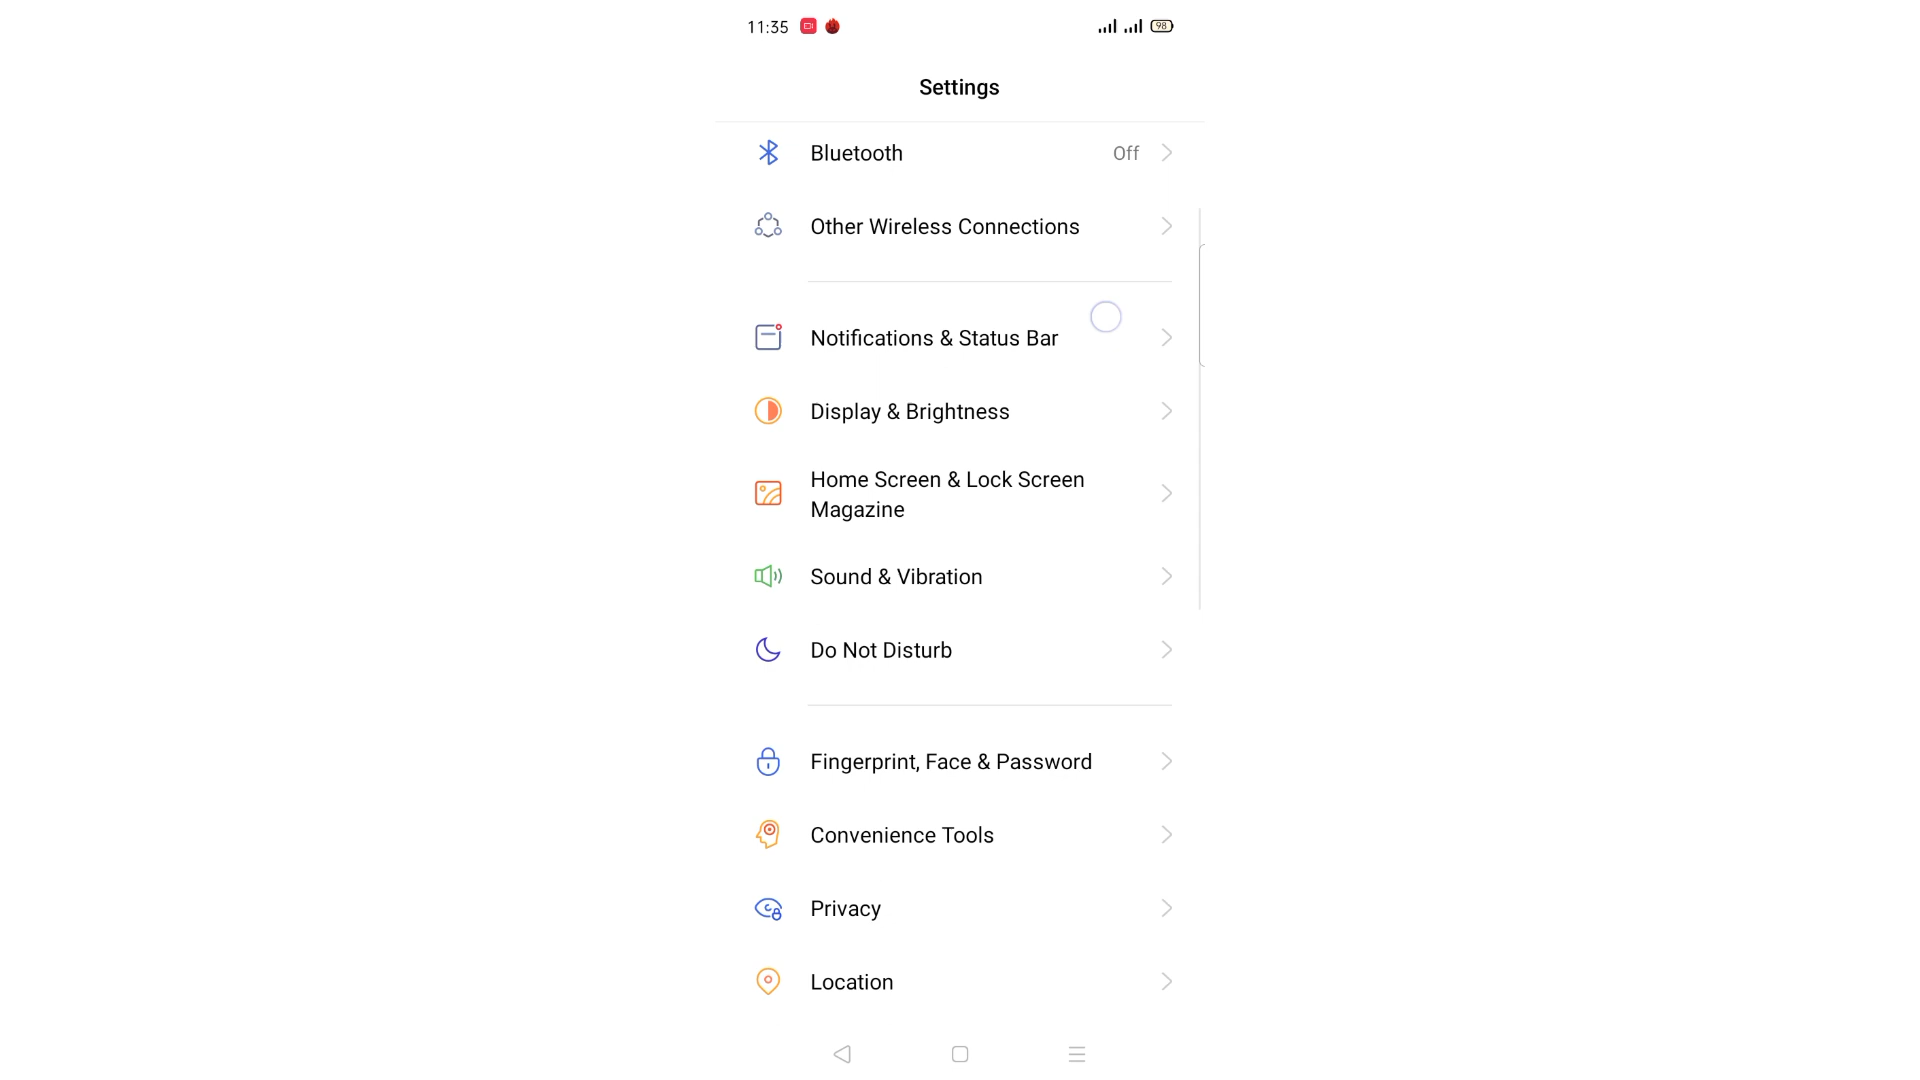 11:35
98
Settings
Bluetooth Off
Other Wireless Connections
Notifications & Status Bar
Display & Brightness
Home Screen & Lock Screen
Magazine
Sound & Vibration
Do Not Disturb
Fingerprint, Face & Password
Convenience Tools
Privacy
Location